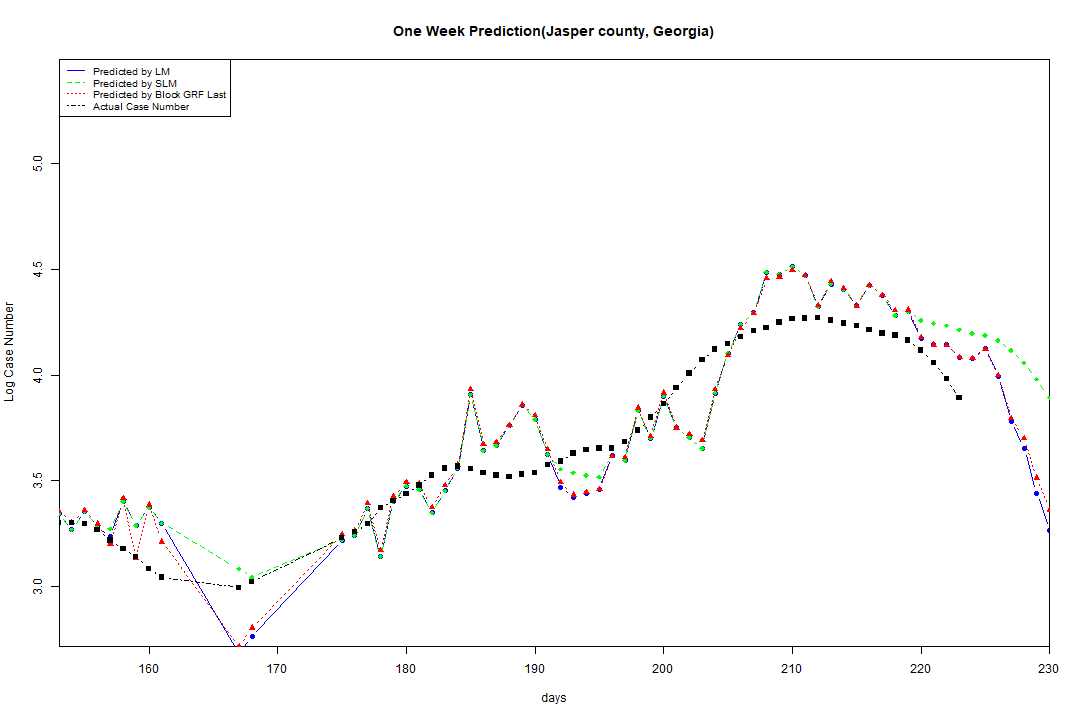 One Week Prediction(Jasper county, Georgia)
Predicted by LM
Predicted by SLM
Predicted by Block GRF Last
Actual Case Number
5.0
4.5
4.0
3.5
3.0
Log Case Number
160 170 180 190 200 210 220 230
days